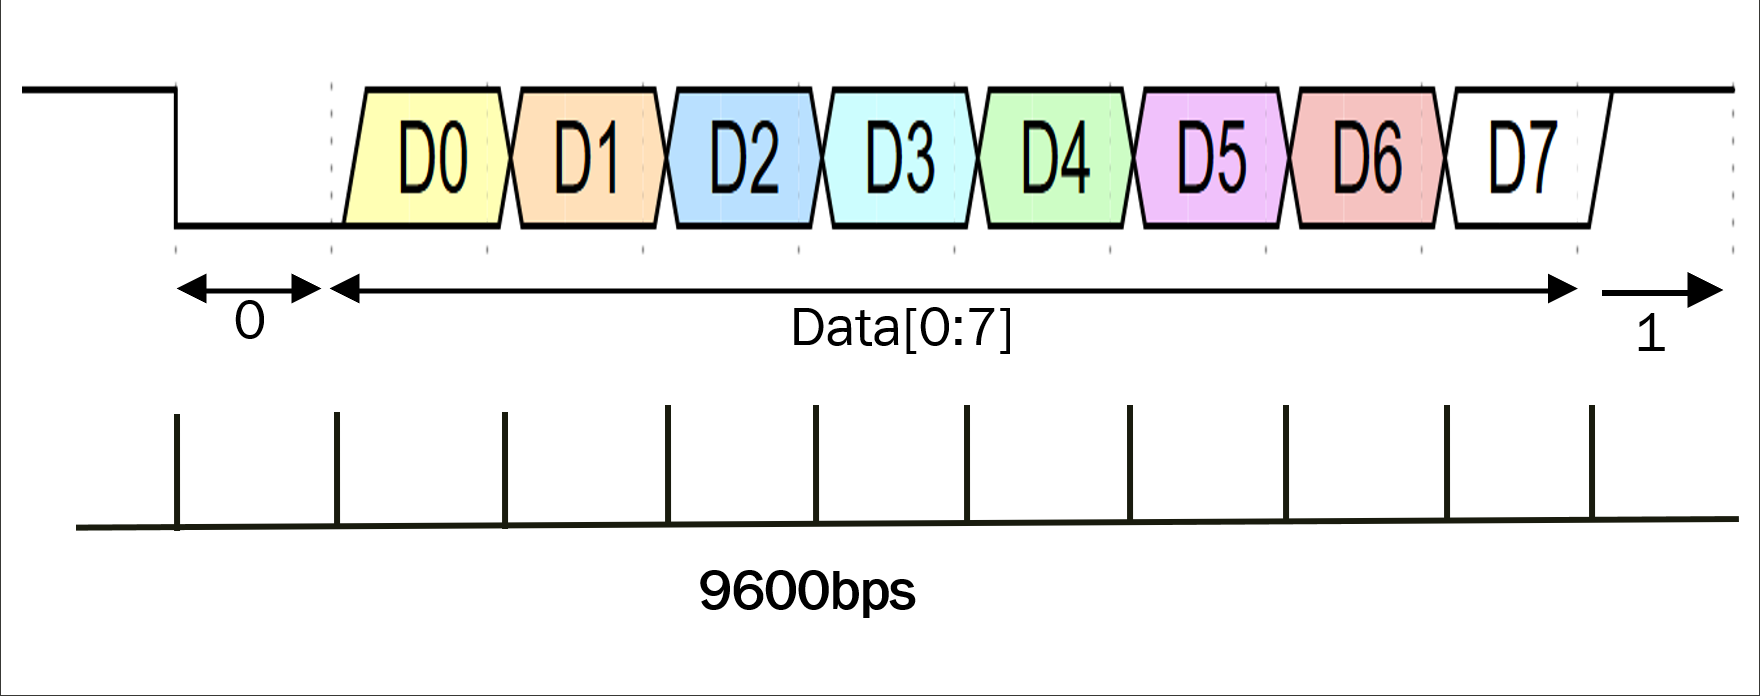 D0 D1 D2 D3 D4 D5 D6 D7
0 Data[0:7] 1
9600bps